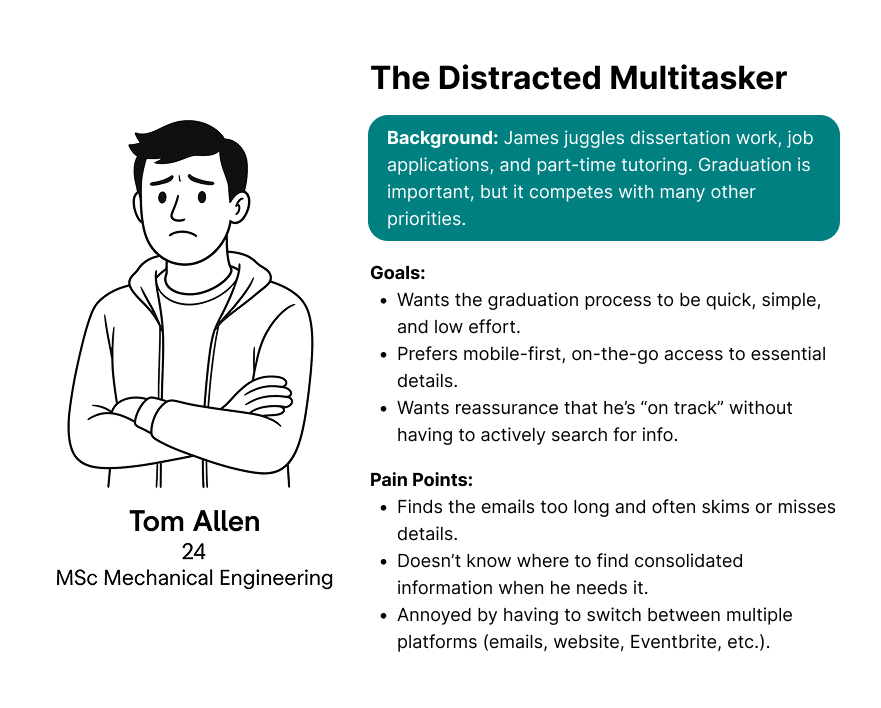 The Distracted Multitasker
Background: James juggles dissertation work, job
applications, and part-time tutoring. Graduation is
important, but it competes with many other
priorities.
Goals:
• Wants the graduation process to be quick, simple,
and low effort.
• Prefers mobile-first, on-the-go access to essential
details.
• Wants reassurance that he’s “on track” without
having to actively search for info.
Pain Points:
• Finds the emails too long and often skims or misses
details.
• Doesn’t know where to find consolidated
information when he needs it.
• Annoyed by having to switch between multiple
platforms (emails, website, Eventbrite, etc.).
Tom Allen
24
MSc Mechanical Engineering